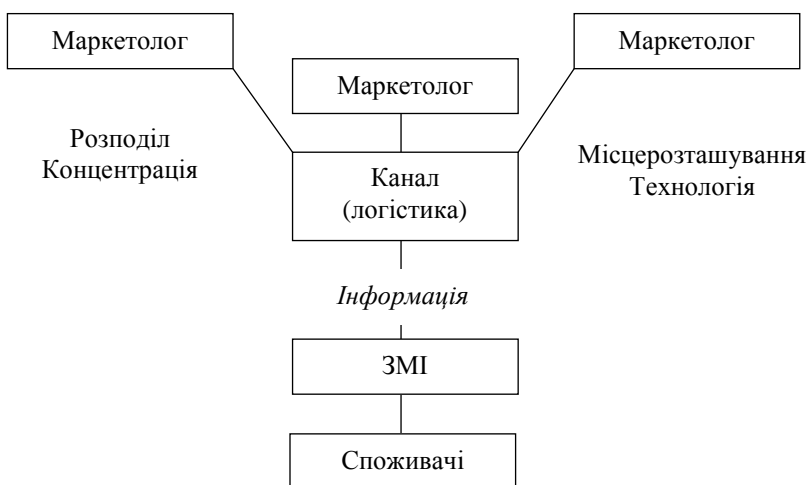 Маркетолог
Маркетолог
Маркетолог
Розподіл
Концентрація
Місцерозташування
Технологія
Канал
(логістика)
Інформація
ЗМІ
Споживачі